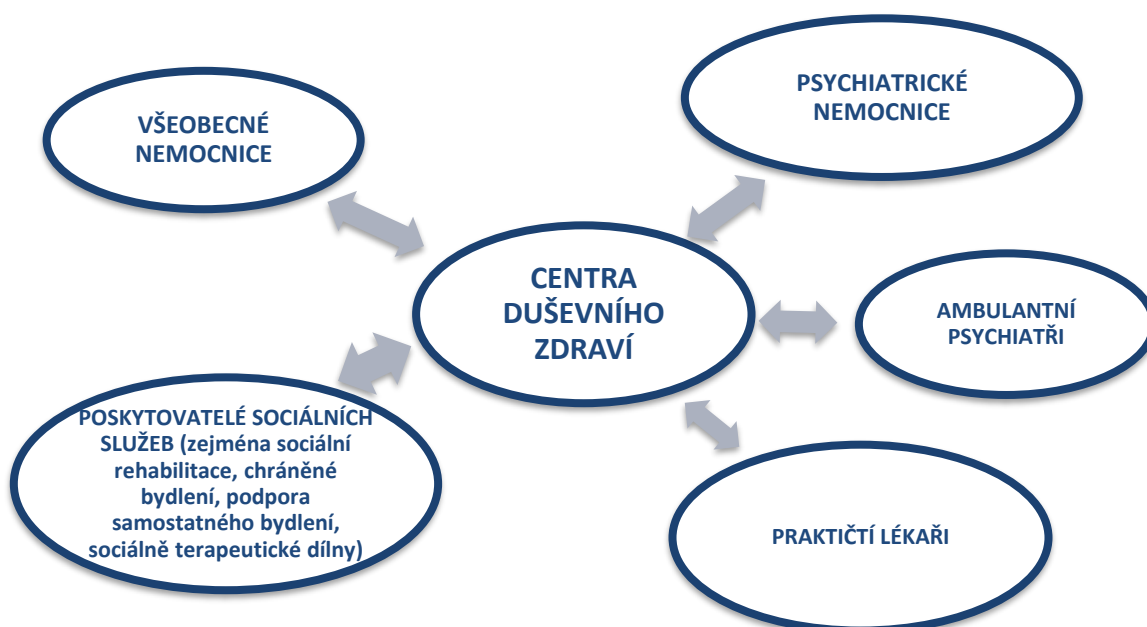 VŠEOBECNÉ
NEMOCNICE
PSYCHIATRICKÉ
NEMOCNICE
CENTRA
DUŠEVNÍHO
ZDRAVÍ
AMBULANTNÍ
PSYCHIATŘI
POSKYTOVATELÉ SOCIÁLNÍCH
SLUŽEB (zejména sociální
rehabilitace, chráněné
bydlení, podpora
samostatného bydlení,
sociálně terapeutické dílny)
PRAKTIČTÍ LÉKAŘI